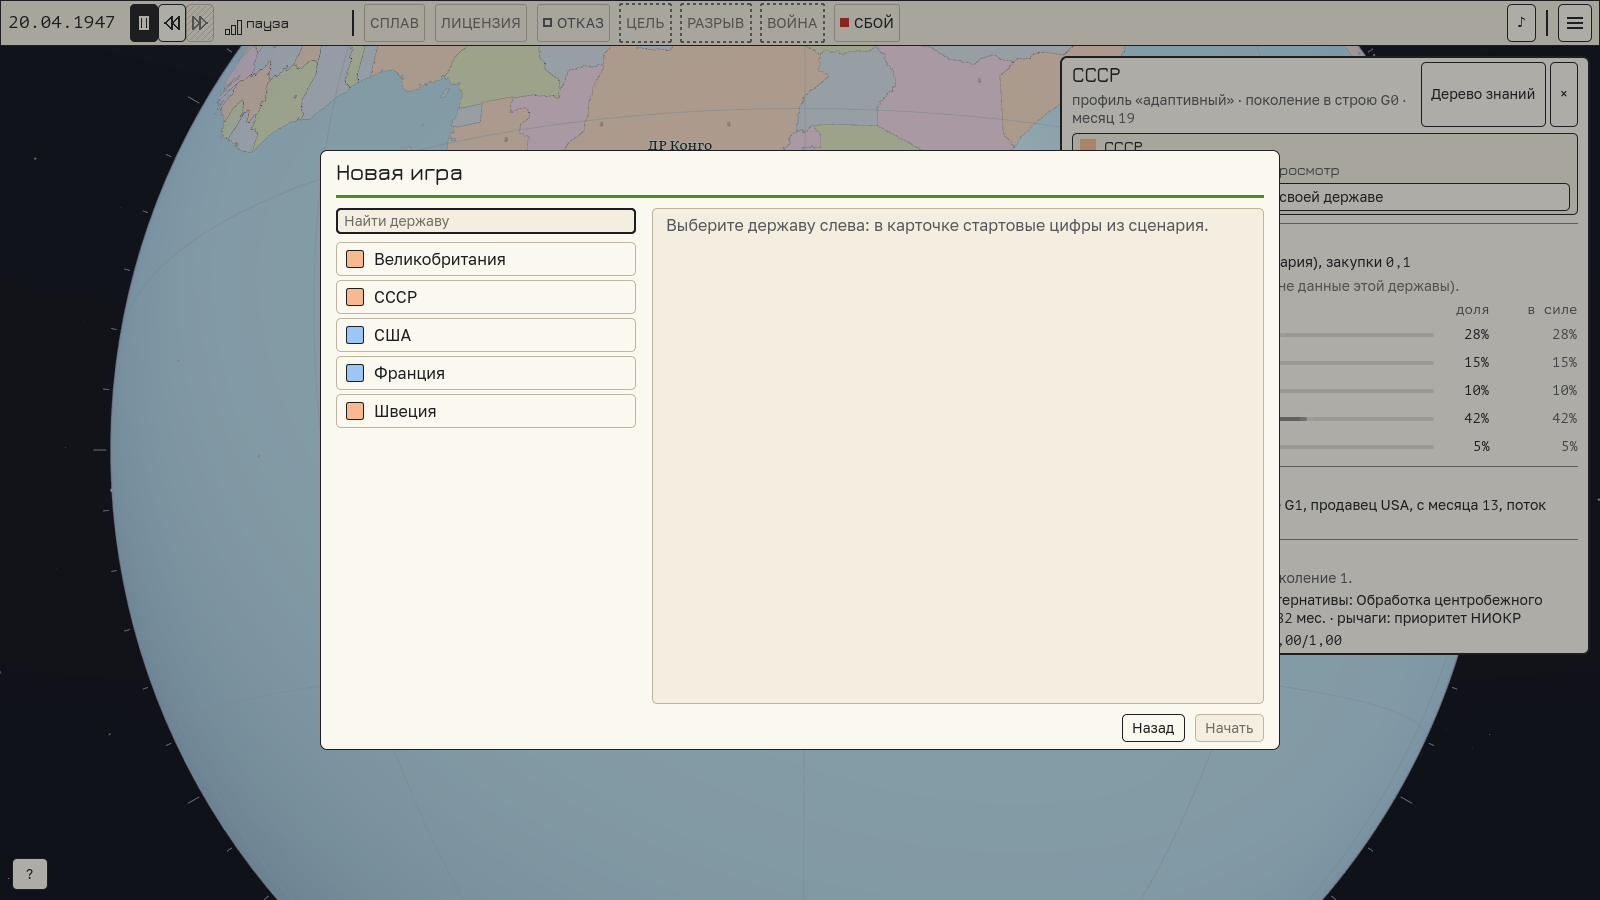 20.04.1947
пауза
СПЛАВ
ЛИЦЕНЗИЯ
ОТКАЗ
ЦЕЛЬ
РАЗРЫВ
ВОЙНА
СБОЙ
♪
СССР
профиль «адаптивный» · поколение в строю G0 ·
месяц 19
Дерево знаний
×
ДР Конго
СССР
росмотр
своей державе
ария), закупки 0,1
не данные этой державы).
доля
в силе
28%
28%
15%
15%
10%
10%
42%
42%
5%
5%
G1, продавец USA, с месяца 13, поток
коление 1.
тернативы: Обработка центробежного
32 мес. · рычаги: приоритет НИОКР
,00/1,00
Новая игра
Найти державу
Великобритания
СССР
США
Франция
Швеция
Выберите державу слева: в карточке стартовые цифры из сценария.
Назад
Начать
?